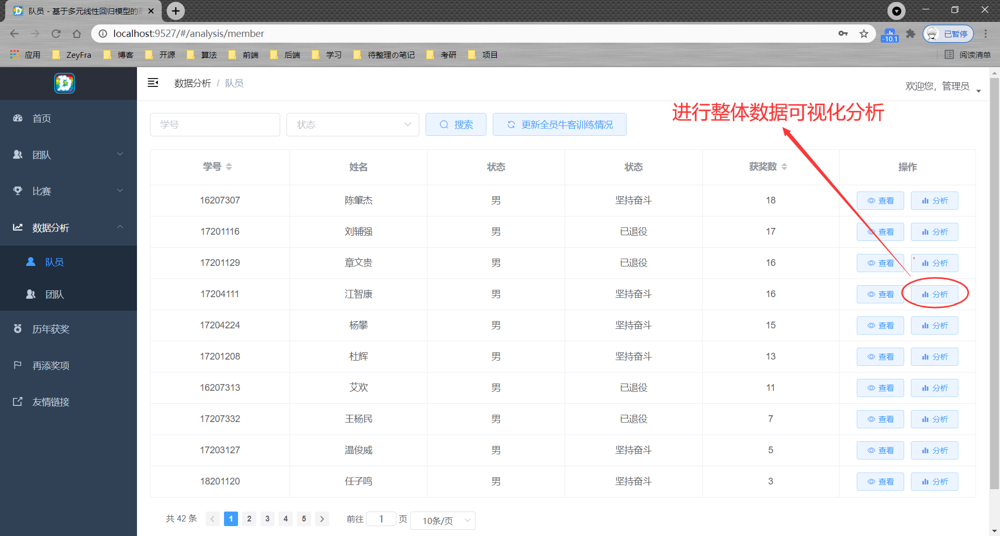 队员 - 基于多元线性回归模型的
localhost:9527/#/analysis/member
-10.1
已暂停
应用 ZeyFra 博客 开源 算法 前端 后端 学习 待整理の笔记 考研 项目 阅读清单
数据分析 / 队员
欢迎您，管理员
首页
团队
比赛
数据分析
队员
团队
历年获奖
再添奖项
友情链接
进行整体数据可视化分析
学号 状态 搜索 更新全员牛客训练情况
学号 姓名 状态 状态 获奖数 操作
16207307 陈肇杰 男 坚持奋斗 18 查看 分析
17201116 刘辅强 男 已退役 17 查看 分析
17201129 章文贵 男 已退役 16 查看 分析
17204111 江智康 男 坚持奋斗 16 查看 分析
17204224 杨攀 男 坚持奋斗 15 查看 分析
17201208 杜辉 男 坚持奋斗 13 查看 分析
16207313 艾欢 男 已退役 11 查看 分析
17207332 王杨民 男 已退役 7 查看 分析
17203127 温俊威 男 坚持奋斗 5 查看 分析
18201120 任子鸣 男 坚持奋斗 3 查看 分析
共 42 条 1 2 3 4 5 前往 1 页 10条/页